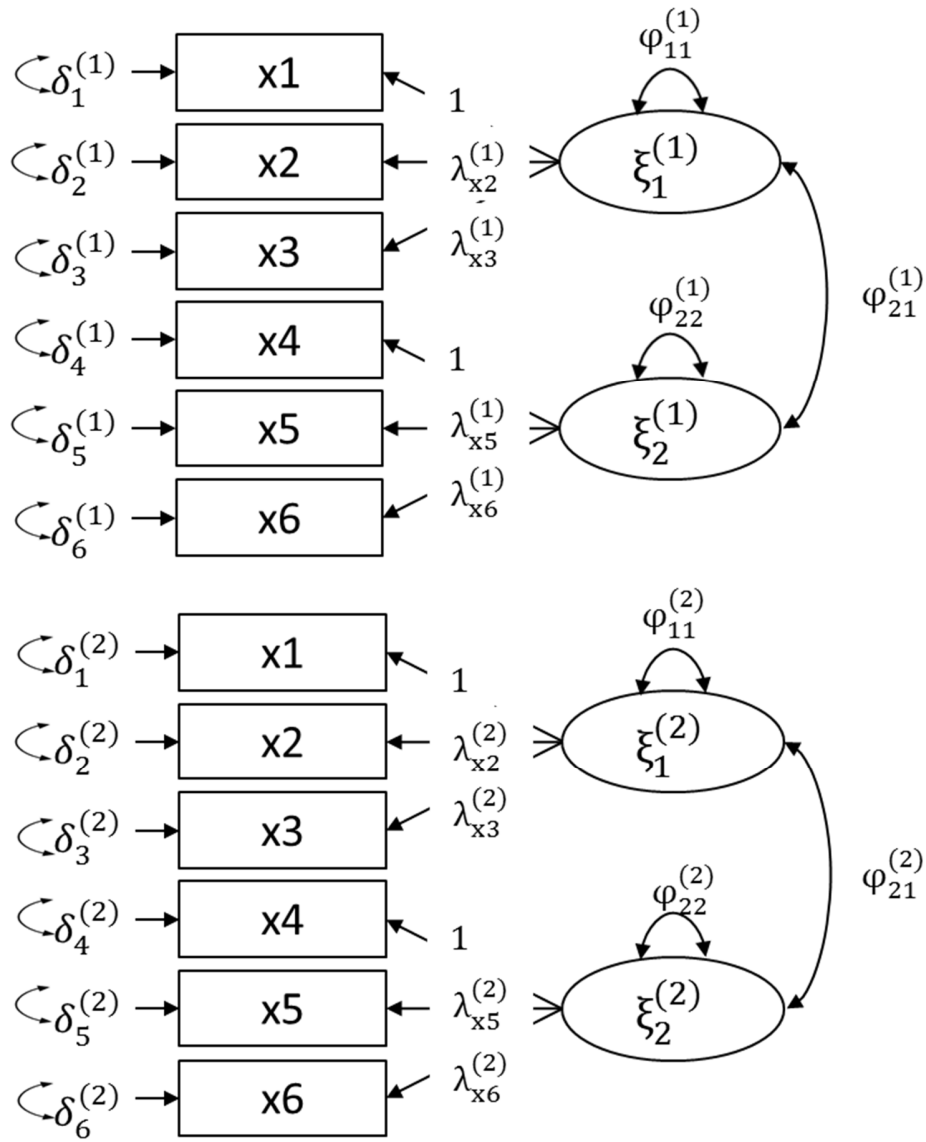 φ₁₁⁽¹⁾
δ₁⁽¹⁾ x1 1
δ₂⁽¹⁾ x2 λₓ₂⁽¹⁾ ξ₁⁽¹⁾
δ₃⁽¹⁾ x3 λₓ₃⁽¹⁾
φ₂₁⁽¹⁾
φ₂₂⁽¹⁾
δ₄⁽¹⁾ x4 1
δ₅⁽¹⁾ x5 λₓ₅⁽¹⁾ ξ₂⁽¹⁾
δ₆⁽¹⁾ x6 λₓ₆⁽¹⁾
φ₁₁⁽²⁾
δ₁⁽²⁾ x1 1
δ₂⁽²⁾ x2 λₓ₂⁽²⁾ ξ₁⁽²⁾
δ₃⁽²⁾ x3 λₓ₃⁽²⁾
φ₂₁⁽²⁾
φ₂₂⁽²⁾
δ₄⁽²⁾ x4 1
δ₅⁽²⁾ x5 λₓ₅⁽²⁾ ξ₂⁽²⁾
δ₆⁽²⁾ x6 λₓ₆⁽²⁾